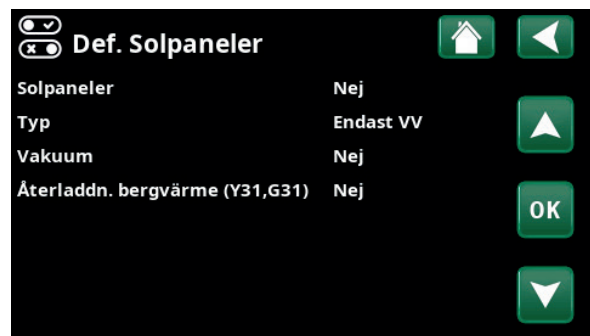 Def. Solpaneler
Solpaneler Nej
Typ Endast VV
Vakuum Nej
Återladdn. bergvärme (Y31,G31) Nej
OK